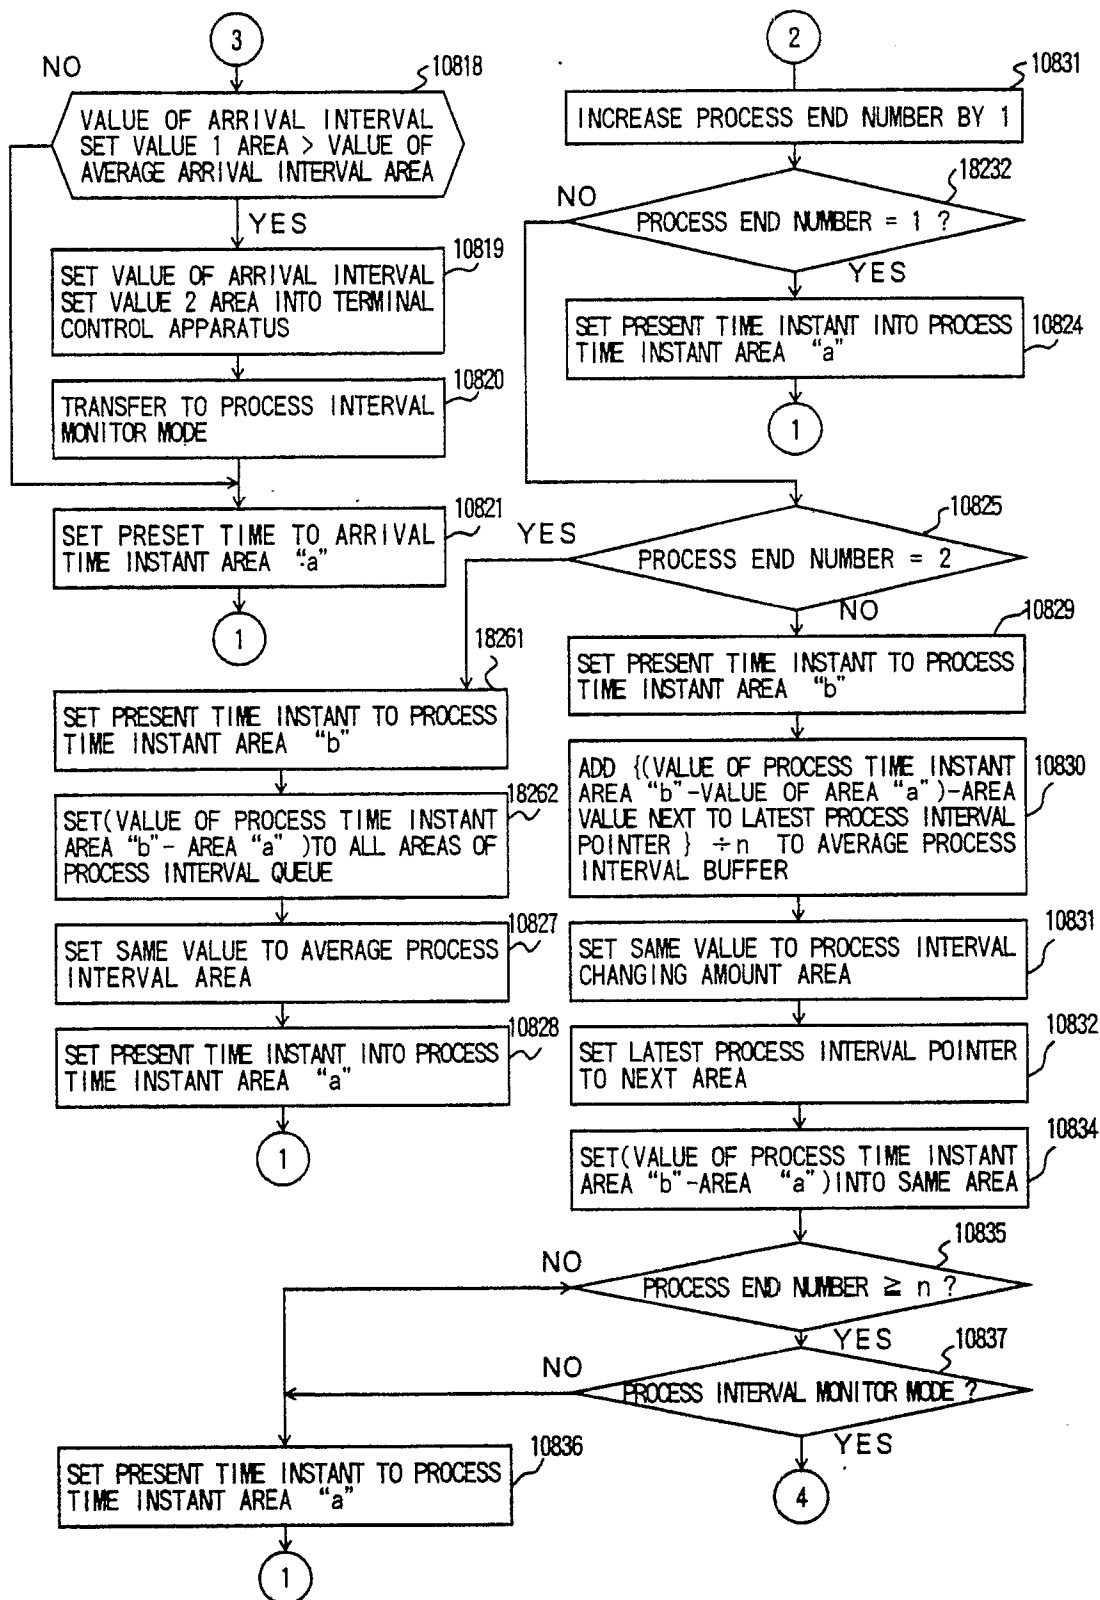 3
NO
10818
VALUE OF ARRIVAL INTERVAL
SET VALUE 1 AREA > VALUE OF
AVERAGE ARRIVAL INTERVAL AREA
YES
10819
SET VALUE OF ARRIVAL INTERVAL
SET VALUE 2 AREA INTO TERMINAL
CONTROL APPARATUS
10820
TRANSFER TO PROCESS INTERVAL
MONITOR MODE
10821
SET PRESET TIME TO ARRIVAL
TIME INSTANT AREA "a"
1
2
10831
INCREASE PROCESS END NUMBER BY 1
18232
NO
PROCESS END NUMBER = 1 ?
YES
SET PRESENT TIME INSTANT INTO PROCESS
TIME INSTANT AREA "a"
10824
1
10825
YES
PROCESS END NUMBER = 2
NO
18261
SET PRESENT TIME INSTANT TO PROCESS
TIME INSTANT AREA "b"
18262
SET(VALUE OF PROCESS TIME INSTANT
AREA "b"- AREA "a" )TO ALL AREAS OF
PROCESS INTERVAL QUEUE
10827
SET SAME VALUE TO AVERAGE PROCESS
INTERVAL AREA
10828
SET PRESENT TIME INSTANT INTO PROCESS
TIME INSTANT AREA "a"
1
10829
SET PRESENT TIME INSTANT TO PROCESS
TIME INSTANT AREA "b"
10830
ADD {(VALUE OF PROCESS TIME INSTANT
AREA "b"-VALUE OF AREA "a")-AREA
VALUE NEXT TO LATEST PROCESS INTERVAL
POINTER } ÷n TO AVERAGE PROCESS
INTERVAL BUFFER
10831
SET SAME VALUE TO PROCESS INTERVAL
CHANGING AMOUNT AREA
10832
SET LATEST PROCESS INTERVAL POINTER
TO NEXT AREA
10834
SET(VALUE OF PROCESS TIME INSTANT
AREA "b"-AREA "a")INTO SAME AREA
10835
NO
PROCESS END NUMBER ≧ n ?
YES
10837
NO
PROCESS INTERVAL MONITOR MODE ?
YES
4
10836
SET PRESENT TIME INSTANT TO PROCESS
TIME INSTANT AREA "a"
1